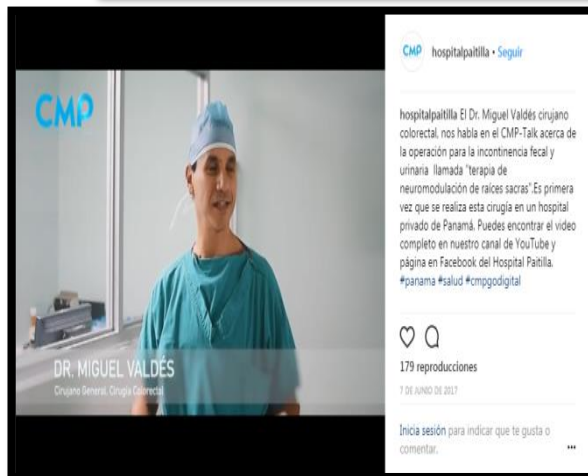 CMP
DR. MIGUEL VALDÉS
Cirujano General, Cirugía Colorectal
CMP
hospitalpaitilla • Seguir
hospitalpaitilla El Dr. Miguel Valdés cirujano
colorectal, nos habla en el CMP-Talk acerca de
la operación para la incontinencia fecal y
urinaria llamada "terapia de
neuromodulación de raíces sacras".Es primera
vez que se realiza esta cirugía en un hospital
privado de Panamá. Puedes encontrar el video
completo en nuestro canal de YouTube y
página en Facebook del Hospital Paitilla.
#panama #salud #cmpgodigital
179 reproducciones
7 DE JUNIO DE 2017
Inicia sesión para indicar que te gusta o
comentar.